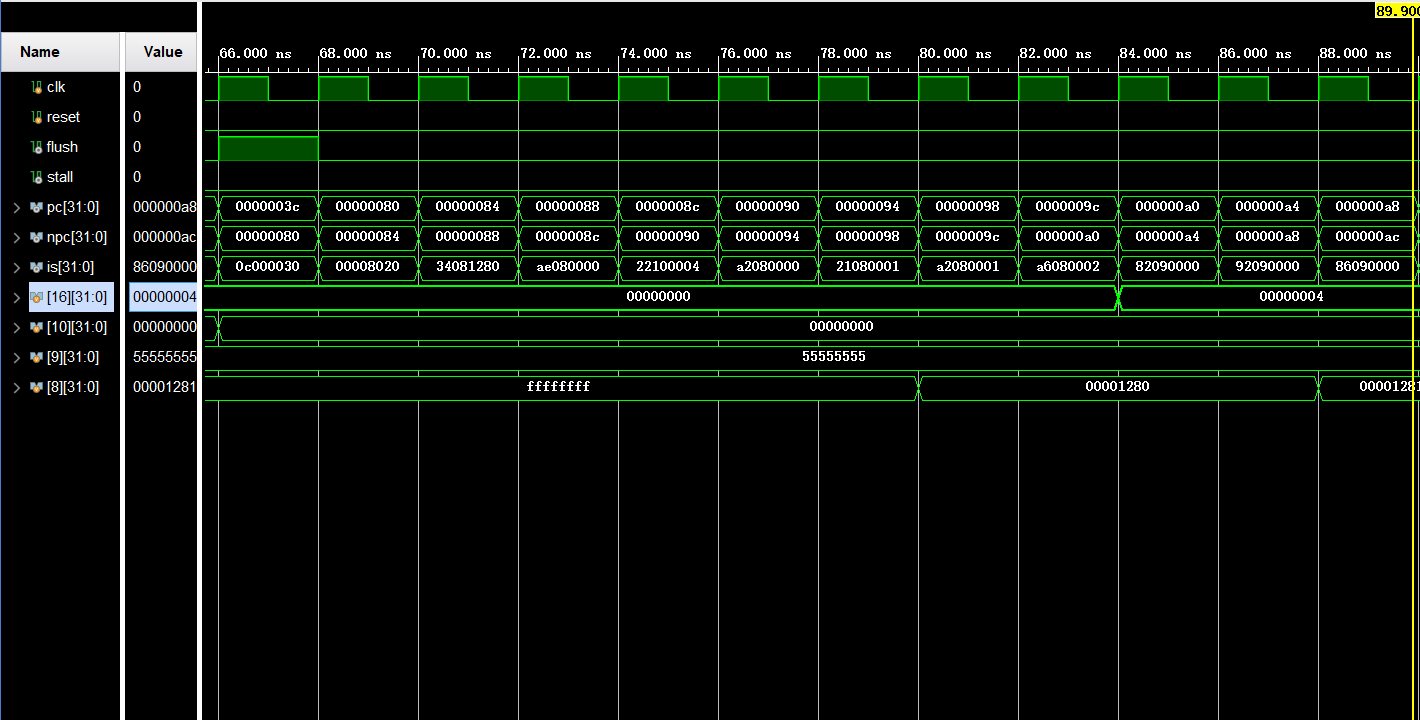 89.900
Name Value
66.000 ns 68.000 ns 70.000 ns 72.000 ns 74.000 ns 76.000 ns 78.000 ns 80.000 ns 82.000 ns 84.000 ns 86.000 ns 88.000 ns
clk 0
reset 0
flush 0
stall 0
pc[31:0] 000000a8 0000003c 00000080 00000084 00000088 0000008c 00000090 00000094 00000098 0000009c 000000a0 000000a4 000000a8
npc[31:0] 000000ac 00000080 00000084 00000088 0000008c 00000090 00000094 00000098 0000009c 000000a0 000000a4 000000a8 000000ac
is[31:0] 86090000 0c000030 00008020 34081280 ae080000 22100004 a2080000 21080001 a2080001 a6080002 82090000 92090000 86090000
[16][31:0] 00000004 00000000 00000004
[10][31:0] 00000000 00000000
[9][31:0] 55555555 55555555
[8][31:0] 00001281 ffffffff 00001280 00001281